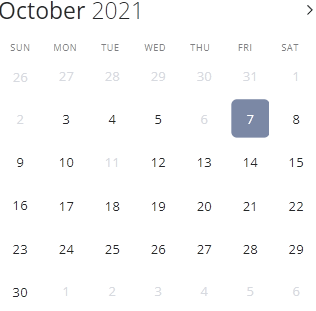 October 2021
SUN MON TUE WED THU FRI SAT
26 27 28 29 30 31 1
2 3 4 5 6 7 8
9 10 11 12 13 14 15
16 17 18 19 20 21 22
23 24 25 26 27 28 29
30 1 2 3 4 5 6